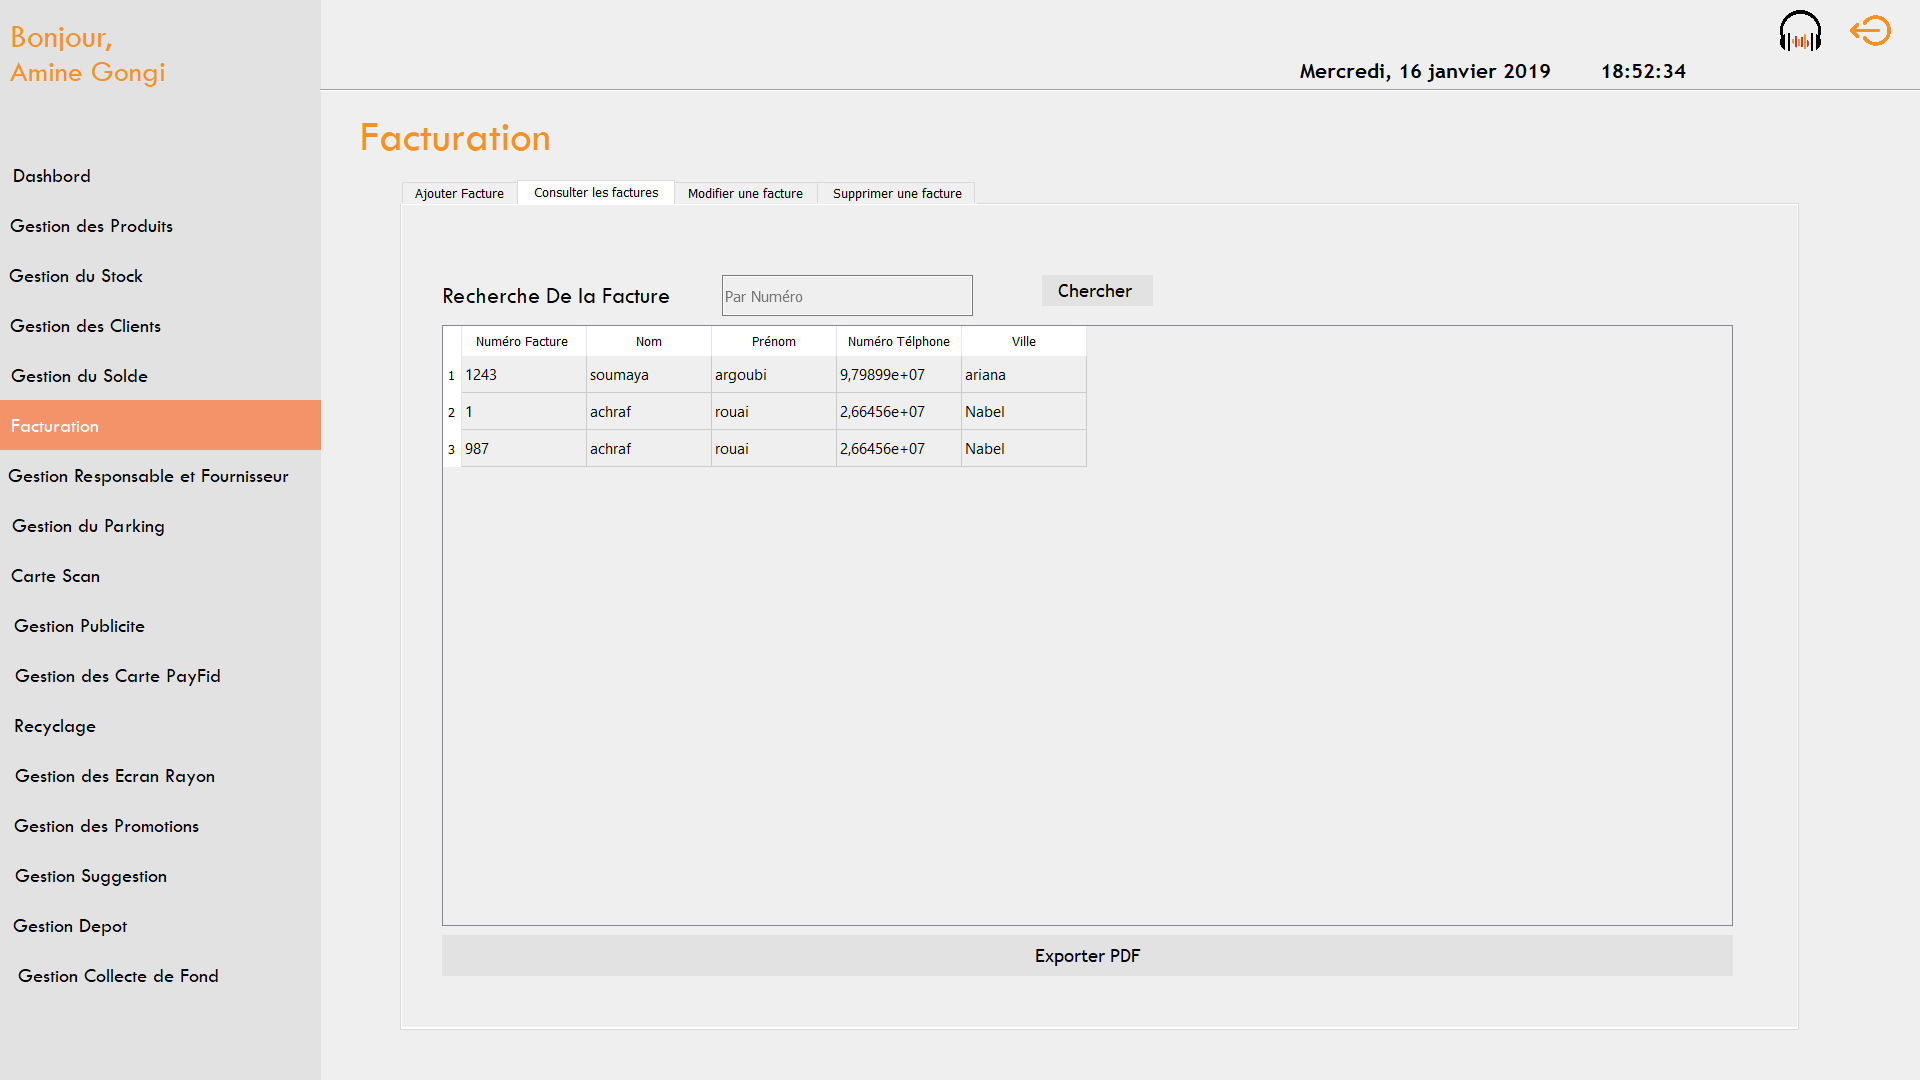 Bonjour,
Amine Gongi
Mercredi, 16 janvier 2019 18:52:34
Dashbord
Gestion des Produits
Gestion du Stock
Gestion des Clients
Gestion du Solde
Facturation
Gestion Responsable et Fournisseur
Gestion du Parking
Carte Scan
Gestion Publicite
Gestion des Carte PayFid
Recyclage
Gestion des Ecran Rayon
Gestion des Promotions
Gestion Suggestion
Gestion Depot
Gestion Collecte de Fond
Facturation
Ajouter Facture Consulter les factures Modifier une facture Supprimer une facture
Recherche De la Facture Par Numéro Chercher
Numéro Facture Nom Prénom Numéro Télphone Ville
1 1243 soumaya argoubi 9,79899e+07 ariana
2 1 achraf rouai 2,66456e+07 Nabel
3 987 achraf rouai 2,66456e+07 Nabel
Exporter PDF